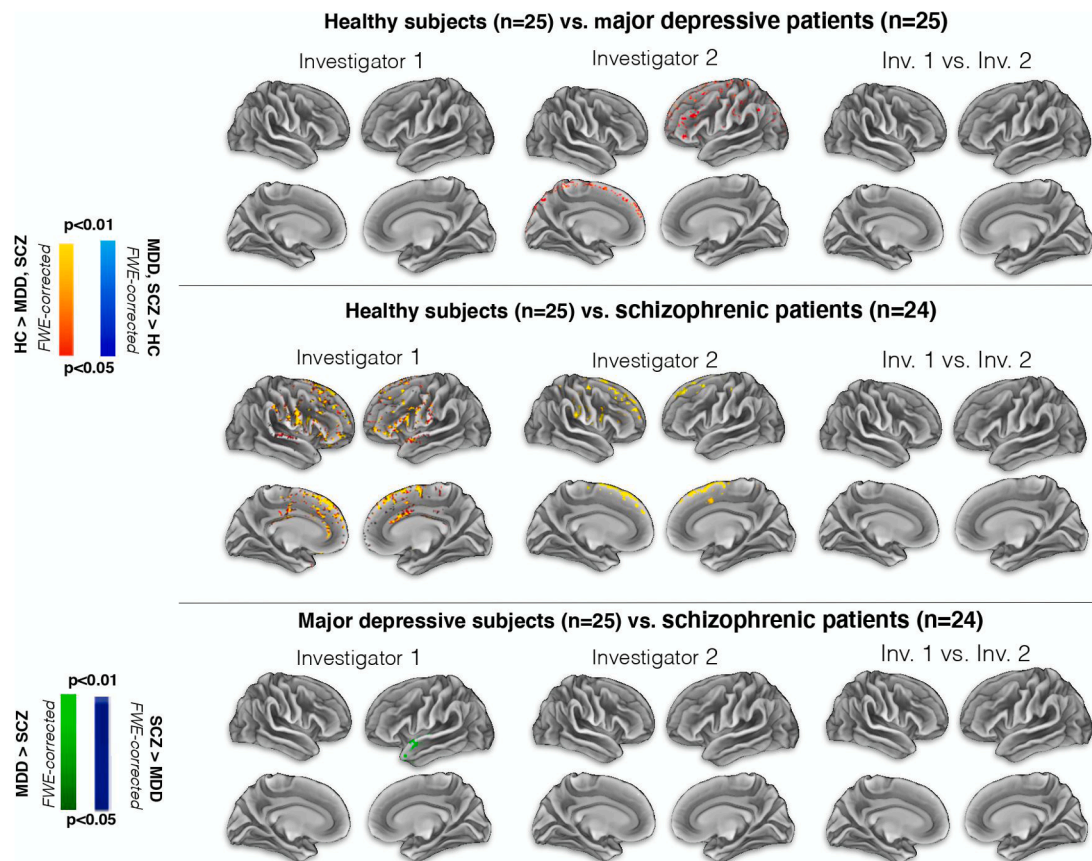 Healthy subjects (n=25) vs. major depressive patients (n=25)
Investigator 1
Investigator 2
Inv. 1 vs. Inv. 2
p<0.01
HC > MDD, SCZ
FWE-corrected
MDD, SCZ > HC
FWE-corrected
p<0.05
Healthy subjects (n=25) vs. schizophrenic patients (n=24)
Investigator 1
Investigator 2
Inv. 1 vs. Inv. 2
Major depressive subjects (n=25) vs. schizophrenic patients (n=24)
Investigator 1
Investigator 2
Inv. 1 vs. Inv. 2
p<0.01
MDD > SCZ
FWE-corrected
SCZ > MDD
FWE-corrected
p<0.05